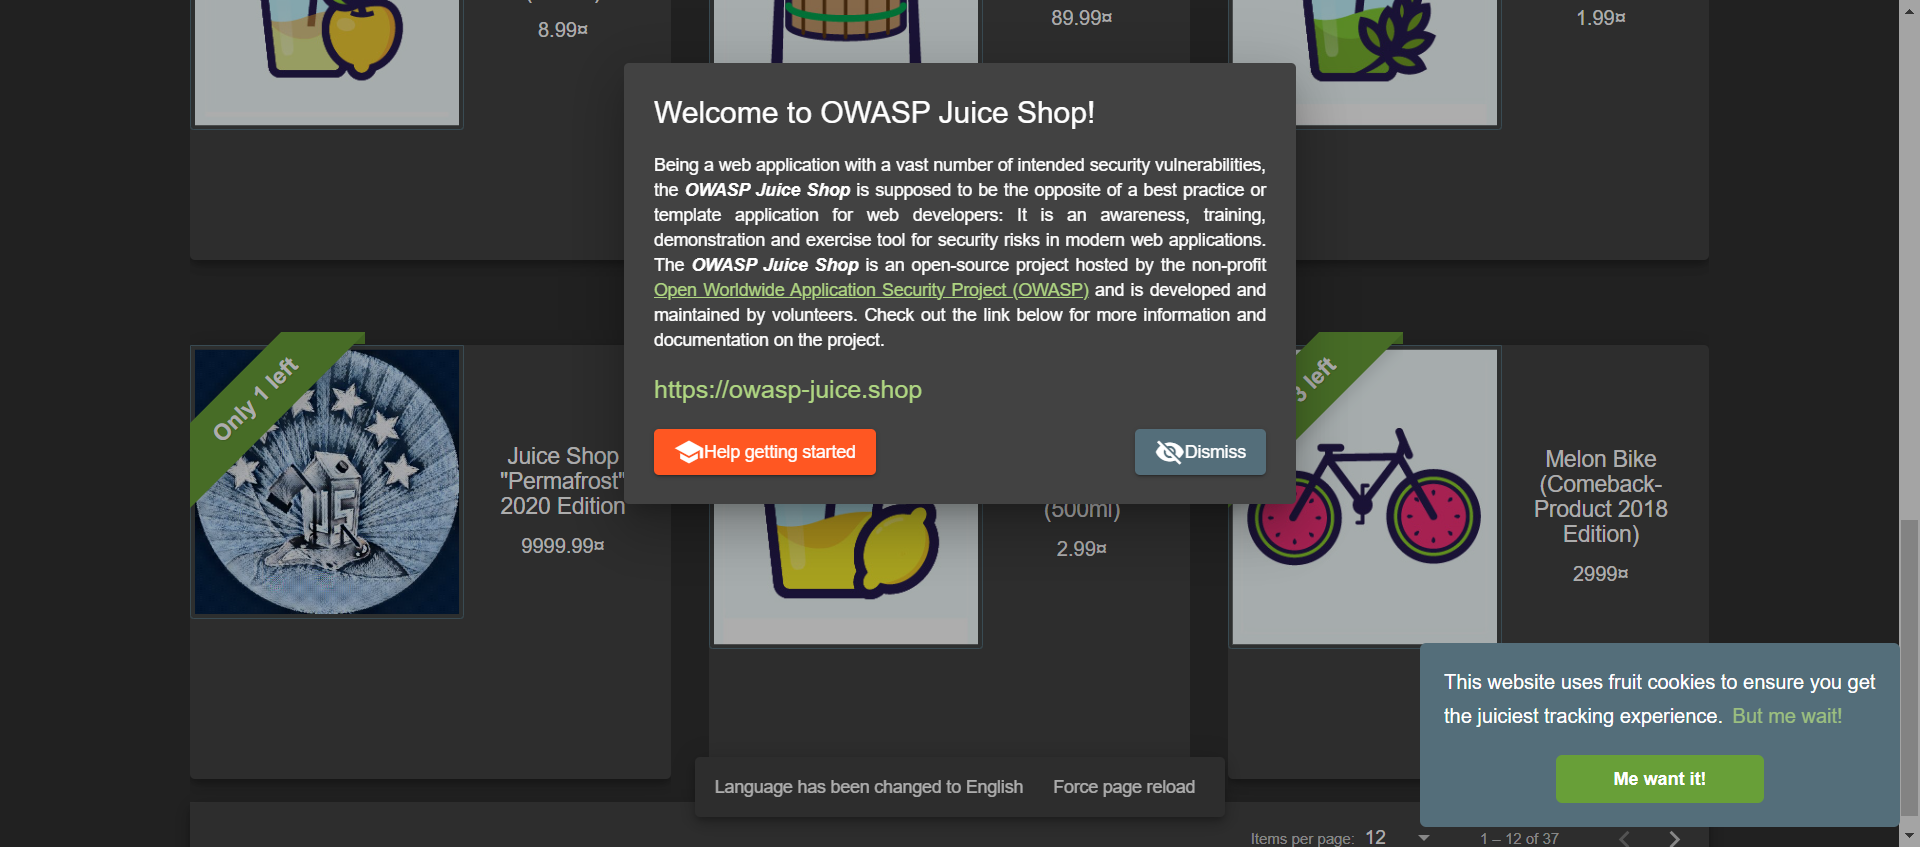 8.99¤
89.99¤
1.99¤
Welcome to OWASP Juice Shop!
Being a web application with a vast number of intended security vulnerabilities,
the OWASP Juice Shop is supposed to be the opposite of a best practice or
template application for web developers: It is an awareness, training,
demonstration and exercise tool for security risks in modern web applications.
The OWASP Juice Shop is an open-source project hosted by the non-profit
Open Worldwide Application Security Project (OWASP) and is developed and
maintained by volunteers. Check out the link below for more information and
documentation on the project.
https://owasp-juice.shop
Help getting started
Dismiss
Only 1 left
Juice Shop
"Permafrost"
2020 Edition
9999.99¤
(500ml)
2.99¤
3 left
Melon Bike
(Comeback-
Product 2018
Edition)
2999¤
This website uses fruit cookies to ensure you get
the juiciest tracking experience. But me wait!
Me want it!
Language has been changed to English Force page reload
Items per page: 12 1 – 12 of 37